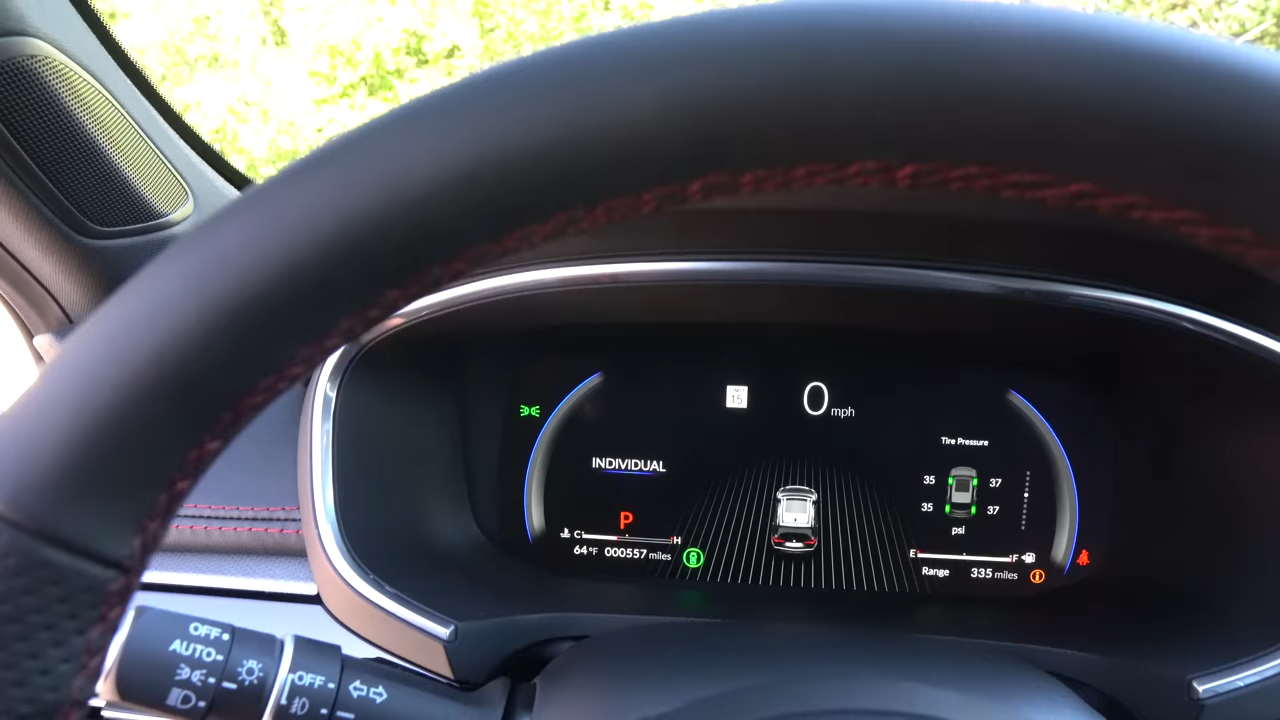 LIMIT
15
0 mph
Tire Pressure
35 37
35 37
psi
INDIVIDUAL
P
C H
64°F 000557 miles
E F
Range 335 miles
OFF
AUTO
OFF